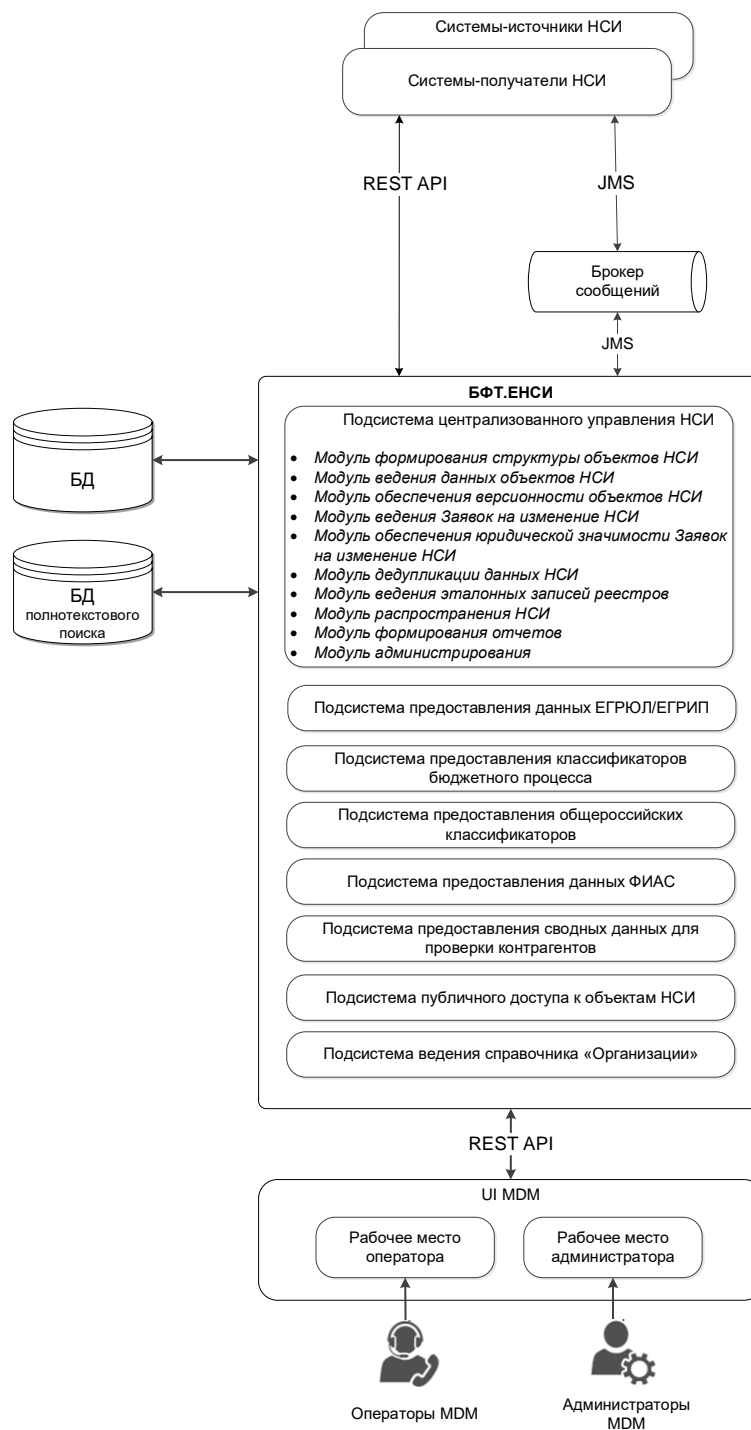 Системы-источники НСИ
Системы-получатели НСИ
REST API
JMS
Брокер
сообщений
JMS
БФТ.ЕНСИ
Подсистема централизованного управления НСИ
• Модуль формирования структуры объектов НСИ
• Модуль ведения данных объектов НСИ
• Модуль обеспечения версионности объектов НСИ
• Модуль ведения Заявок на изменение НСИ
• Модуль обеспечения юридической значимости Заявок
на изменение НСИ
• Модуль дедупликации данных НСИ
• Модуль ведения эталонных записей реестров
• Модуль распространения НСИ
• Модуль формирования отчетов
• Модуль администрирования
БД
БД
полнотекстового
поиска
Подсистема предоставления данных ЕГРЮЛ/ЕГРИП
Подсистема предоставления классификаторов
бюджетного процесса
Подсистема предоставления общероссийских
классификаторов
Подсистема предоставления данных ФИАС
Подсистема предоставления сводных данных для
проверки контрагентов
Подсистема публичного доступа к объектам НСИ
Подсистема ведения справочника «Организации»
REST API
UI MDM
Рабочее место
оператора
Рабочее место
администратора
Операторы MDM
Администраторы
MDM